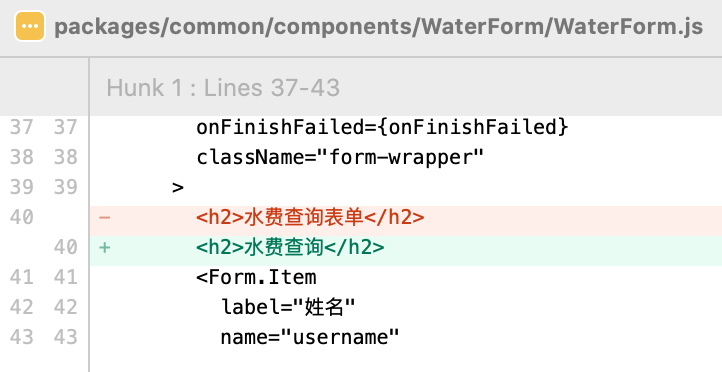 packages/common/components/WaterForm/WaterForm.js
Hunk 1 : Lines 37-43
37 37 onFinishFailed={onFinishFailed}
38 38 className="form-wrapper"
39 39 >
40 - <h2>水费查询表单</h2>
40 + <h2>水费查询</h2>
41 41 <Form.Item
42 42 label="姓名"
43 43 name="username"